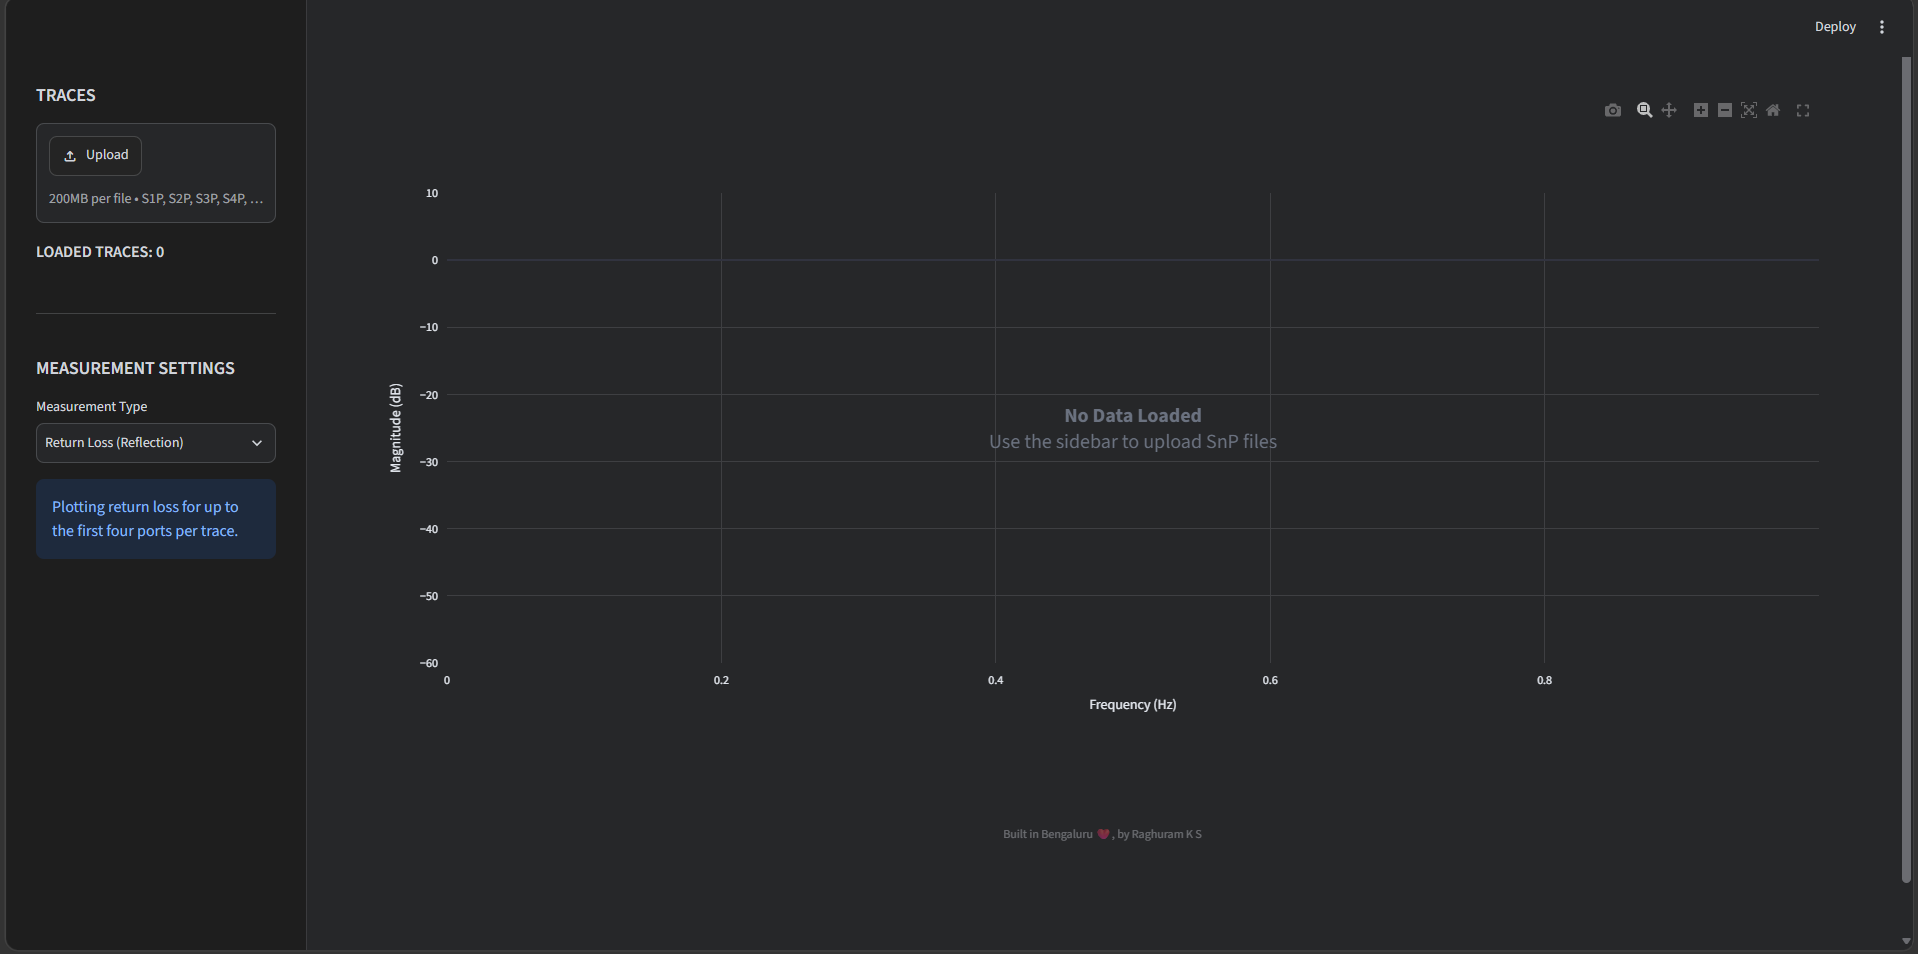 Deploy
TRACES
Upload
200MB per file • S1P, S2P, S3P, S4P, ...
LOADED TRACES: 0
MEASUREMENT SETTINGS
Measurement Type
Return Loss (Reflection)
Plotting return loss for up to
the first four ports per trace.
10
0
−10
−20
−30
−40
−50
−60
Magnitude (dB)
No Data Loaded
Use the sidebar to upload SnP files
0
0.2
0.4
0.6
0.8
Frequency (Hz)
Built in Bengaluru 💗, by Raghuram K S